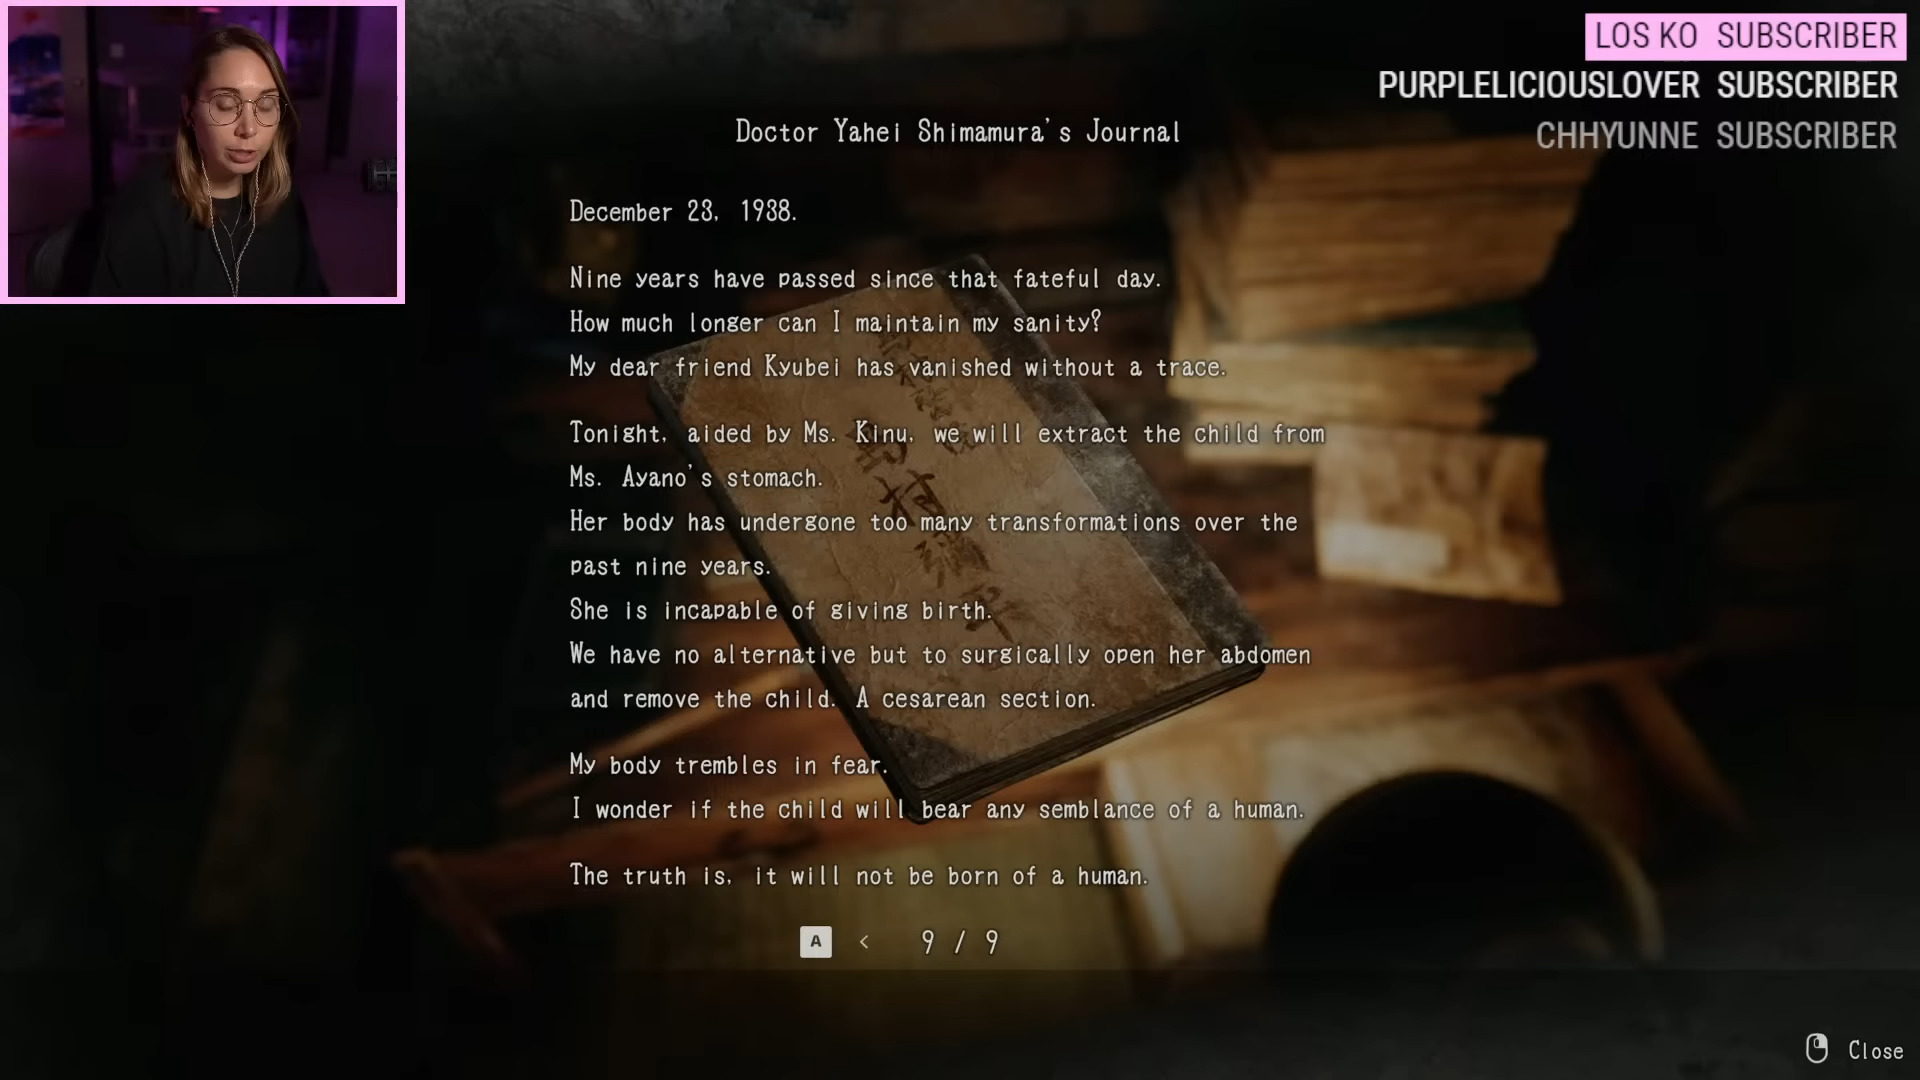 LOS KO SUBSCRIBER
PURPLELICIOUSLOVER SUBSCRIBER
CHHYUNNE SUBSCRIBER
Doctor Yahei Shimamura's Journal
December 23, 1938.
Nine years have passed since that fateful day.
How much longer can I maintain my sanity?
My dear friend Kyubei has vanished without a trace.
Tonight, aided by Ms. Kinu, we will extract the child from
Ms. Ayano's stomach.
Her body has undergone too many transformations over the
past nine years.
She is incapable of giving birth.
We have no alternative but to surgically open her abdomen
and remove the child. A cesarean section.
My body trembles in fear.
I wonder if the child will bear any semblance of a human.
The truth is, it will not be born of a human.
A < 9 / 9
Close